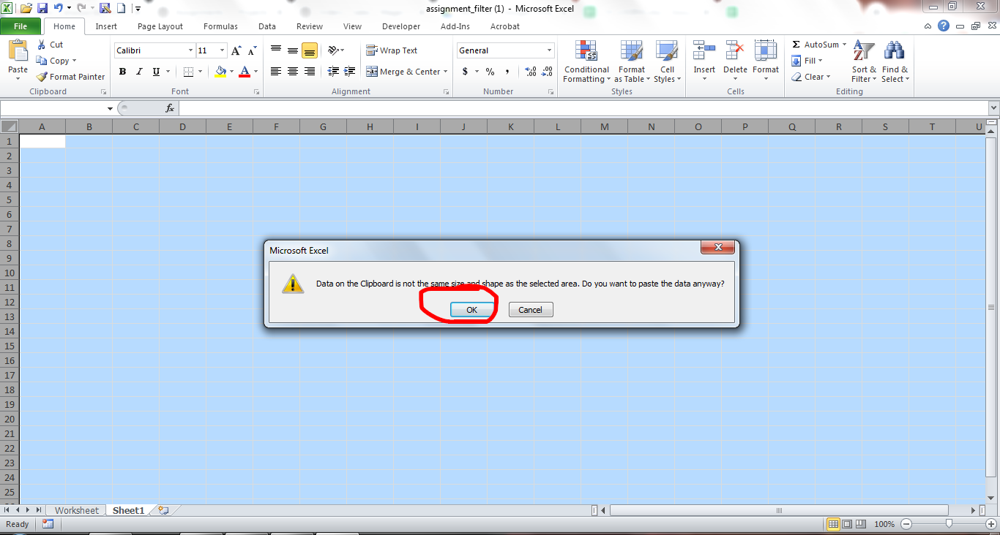 assignment_filter (1) - Microsoft Excel
File Home Insert Page Layout Formulas Data Review View Developer Add-Ins Acrobat
Paste
Cut
Copy
Format Painter
Clipboard
Calibri 11
B I U A
Font
Wrap Text
Merge & Center
Alignment
General
$ % ,
Number
Conditional Formatting
Format as Table
Cell Styles
Styles
Insert Delete Format
Cells
Σ AutoSum
Fill
Clear
Sort & Filter
Find & Select
Editing
fx
A B C D E F G H I J K L M N O P Q R S T U
1
2
3
4
5
6
7
8
9
10
11
12
13
14
15
16
17
18
19
20
21
22
23
24
25
Microsoft Excel
Data on the Clipboard is not the same size and shape as the selected area. Do you want to paste the data anyway?
OK Cancel
Worksheet Sheet1
Ready 100%